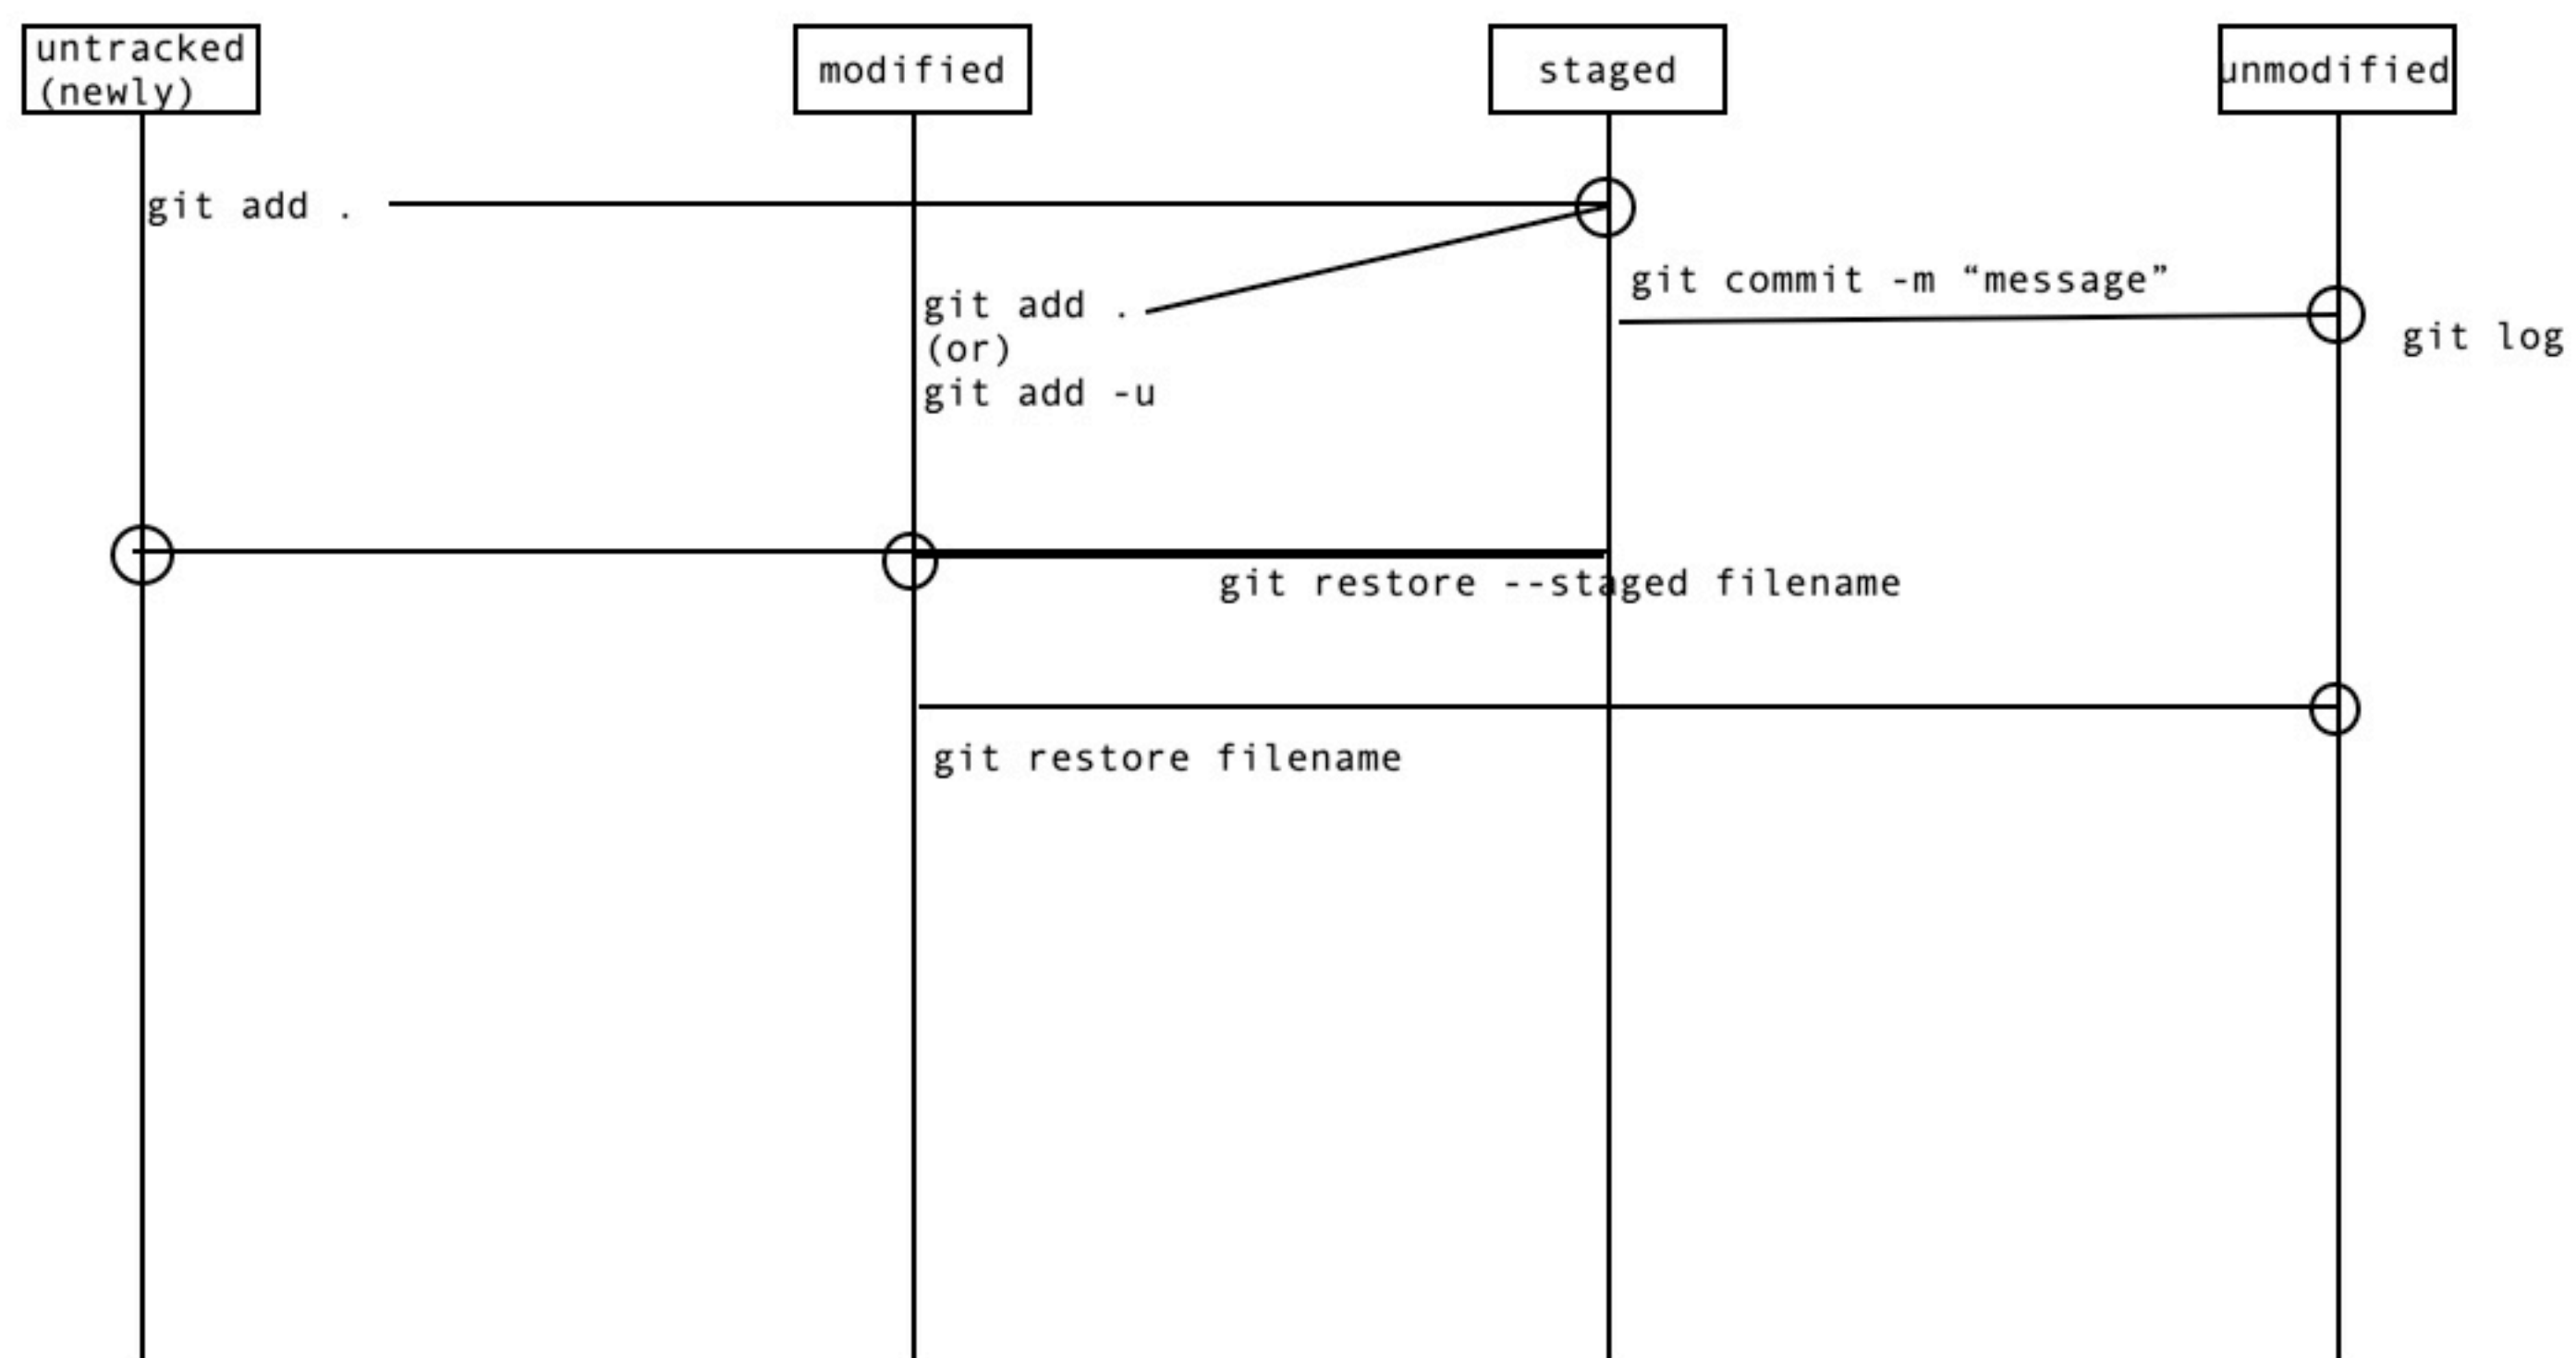 untracked
(newly)
modified
staged
unmodified
git add .
git add .
(or)
git add -u
git commit -m “message”
git log
git restore --staged filename
git restore filename